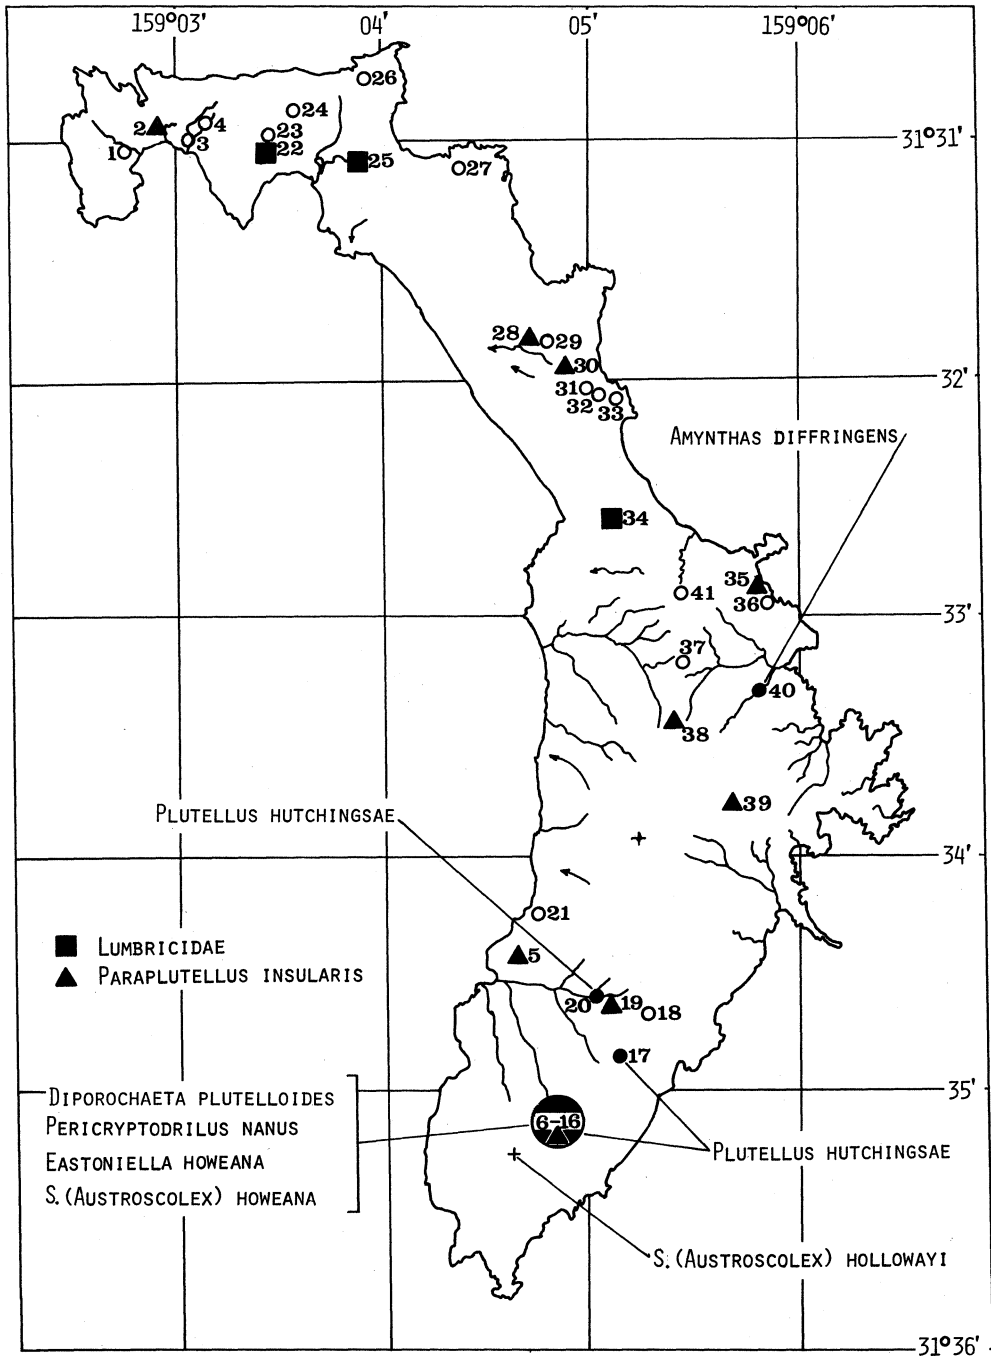 159°03' 04' 05' 159°06'
26
24
2 4
23
1 3 22
25
27
31°31'
28 29
30
31
32 33
32'
AMYNTHAS DIFFRINGENS
34
35
41
36
33'
37
40
38
39
PLUTELLUS HUTCHINGSAE
34'
21
LUMBRICIDAE
5
PARAPLUTELLUS INSULARIS
20 19 18
17
35'
DIPOROCHAETA PLUTELLOIDES
PERICRYPTODRILUS NANUS
6-16
EASTONIELLA HOWEANA
PLUTELLUS HUTCHINGSAE
S. (AUSTROSCOLEX) HOWEANA
S. (AUSTROSCOLEX) HOLLOWAYI
31°36'